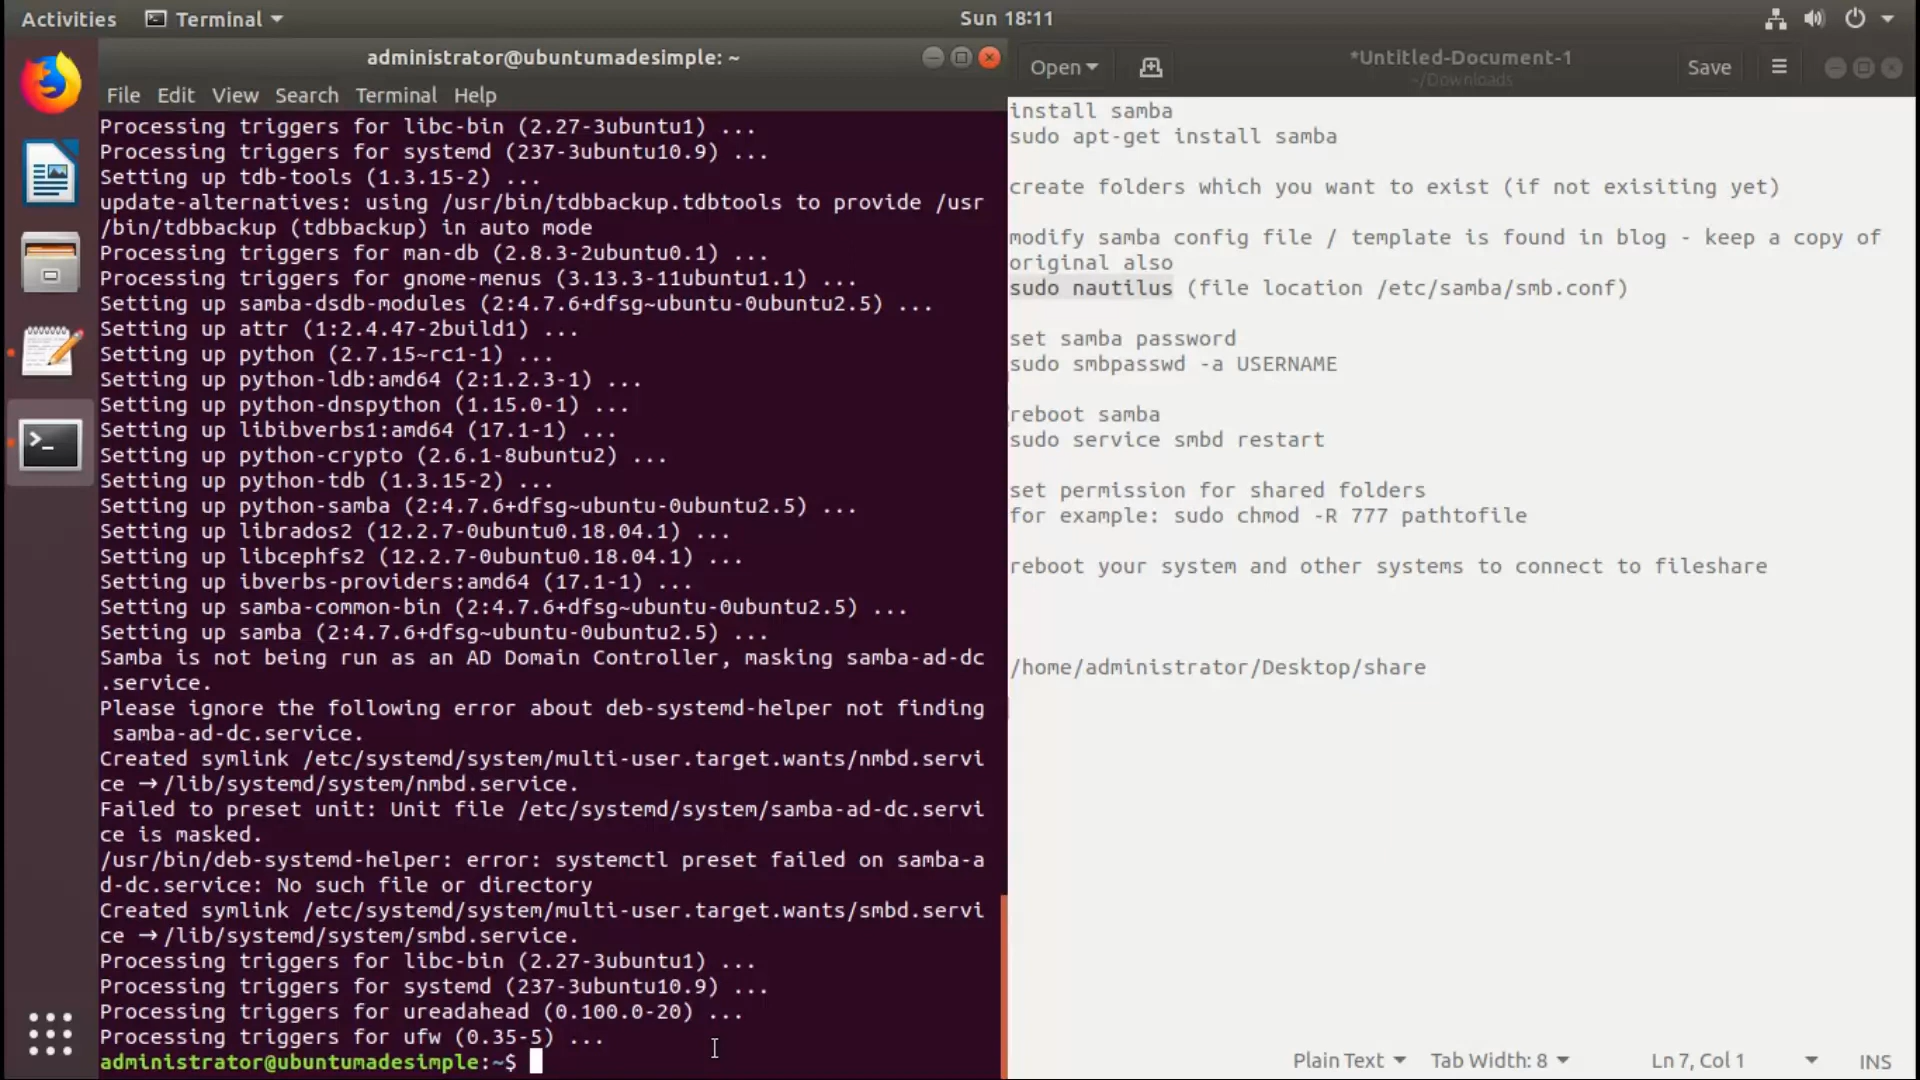 Activities
Terminal
Sun 18:11
administrator@ubuntumadesimple: ~
File Edit View Search Terminal Help
Processing triggers for libc-bin (2.27-3ubuntu1) ...
Processing triggers for systemd (237-3ubuntu10.9) ...
Setting up tdb-tools (1.3.15-2) ...
update-alternatives: using /usr/bin/tdbbackup.tdbtools to provide /usr
/bin/tdbbackup (tdbbackup) in auto mode
Processing triggers for man-db (2.8.3-2ubuntu0.1) ...
Processing triggers for gnome-menus (3.13.3-11ubuntu1.1) ...
Setting up samba-dsdb-modules (2:4.7.6+dfsg~ubuntu-0ubuntu2.5) ...
Setting up attr (1:2.4.47-2build1) ...
Setting up python (2.7.15~rc1-1) ...
Setting up python-ldb:amd64 (2:1.2.3-1) ...
Setting up python-dnspython (1.15.0-1) ...
Setting up libibverbs1:amd64 (17.1-1) ...
Setting up python-crypto (2.6.1-8ubuntu2) ...
Setting up python-tdb (1.3.15-2) ...
Setting up python-samba (2:4.7.6+dfsg~ubuntu-0ubuntu2.5) ...
Setting up librados2 (12.2.7-0ubuntu0.18.04.1) ...
Setting up libcephfs2 (12.2.7-0ubuntu0.18.04.1) ...
Setting up ibverbs-providers:amd64 (17.1-1) ...
Setting up samba-common-bin (2:4.7.6+dfsg~ubuntu-0ubuntu2.5) ...
Setting up samba (2:4.7.6+dfsg~ubuntu-0ubuntu2.5) ...
Samba is not being run as an AD Domain Controller, masking samba-ad-dc
.service.
Please ignore the following error about deb-systemd-helper not finding
samba-ad-dc.service.
Created symlink /etc/systemd/system/multi-user.target.wants/nmbd.servi
ce → /lib/systemd/system/nmbd.service.
Failed to preset unit: Unit file /etc/systemd/system/samba-ad-dc.servi
ce is masked.
/usr/bin/deb-systemd-helper: error: systemctl preset failed on samba-a
d-dc.service: No such file or directory
Created symlink /etc/systemd/system/multi-user.target.wants/smbd.servi
ce → /lib/systemd/system/smbd.service.
Processing triggers for libc-bin (2.27-3ubuntu1) ...
Processing triggers for systemd (237-3ubuntu10.9) ...
Processing triggers for ureadahead (0.100.0-20) ...
Processing triggers for ufw (0.35-5) ...
administrator@ubuntumadesimple:~$
Open
*Untitled-Document-1
~/Downloads
Save
install samba
sudo apt-get install samba
create folders which you want to exist (if not exisiting yet)
modify samba config file / template is found in blog - keep a copy of
original also
sudo nautilus (file location /etc/samba/smb.conf)
set samba password
sudo smbpasswd -a USERNAME
reboot samba
sudo service smbd restart
set permission for shared folders
for example: sudo chmod -R 777 pathtofile
reboot your system and other systems to connect to fileshare
/home/administrator/Desktop/share
Plain Text
Tab Width: 8
Ln 7, Col 1
INS